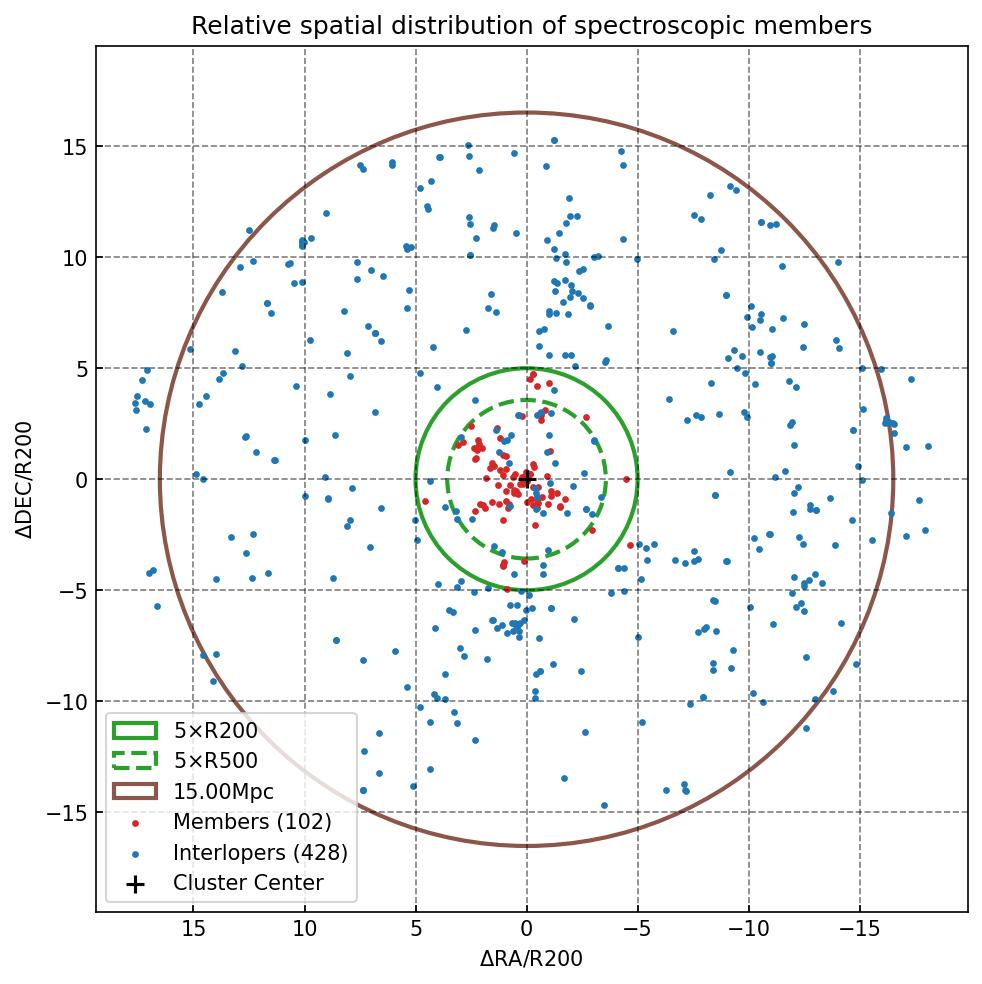 Relative spatial distribution of spectroscopic members
ΔDEC/R200
15
10
5
0
−5
−10
−15
5×R200
5×R500
15.00Mpc
Members (102)
Interlopers (428)
Cluster Center
15 10 5 0 −5 −10 −15
ΔRA/R200